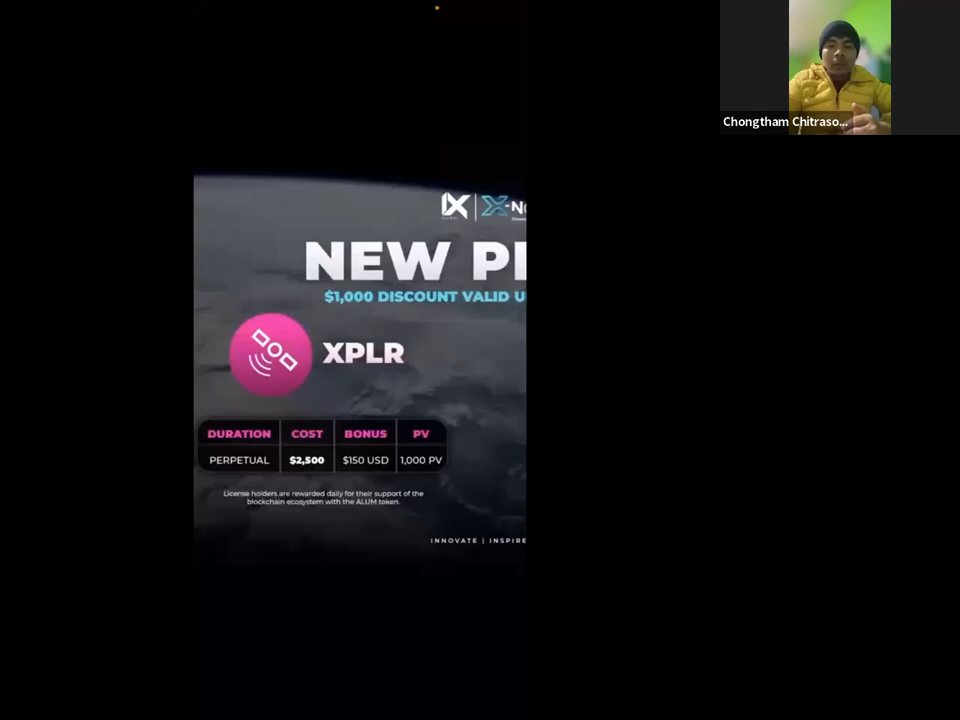 Chongtham Chitraso...
IX X-N
NEW P
$1,000 DISCOUNT VALID U
XPLR
DURATION COST BONUS PV
PERPETUAL $2,500 $150 USD 1,000 PV
License holders are rewarded daily for their support of the
blockchain ecosystem with the ALUM token.
INNOVATE | INSPIRE